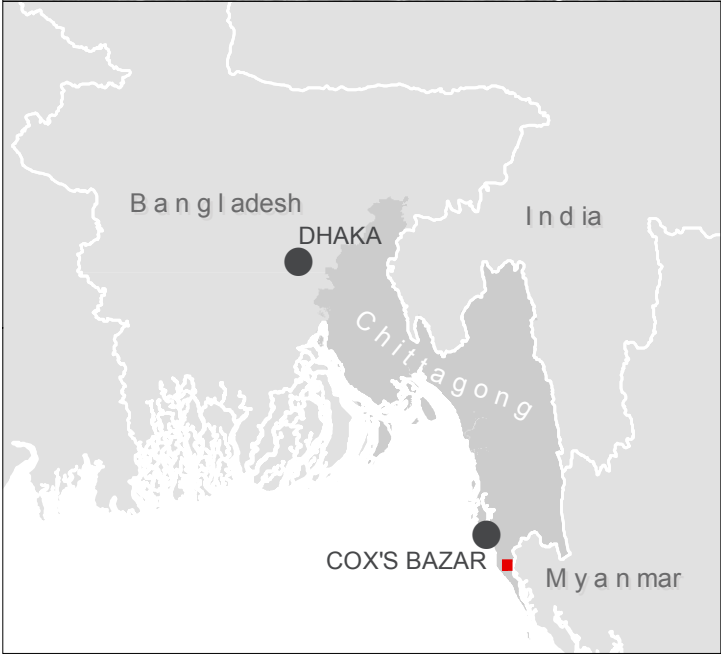 Bangladesh
India
DHAKA
Chittagong
COX'S BAZAR
Myanmar